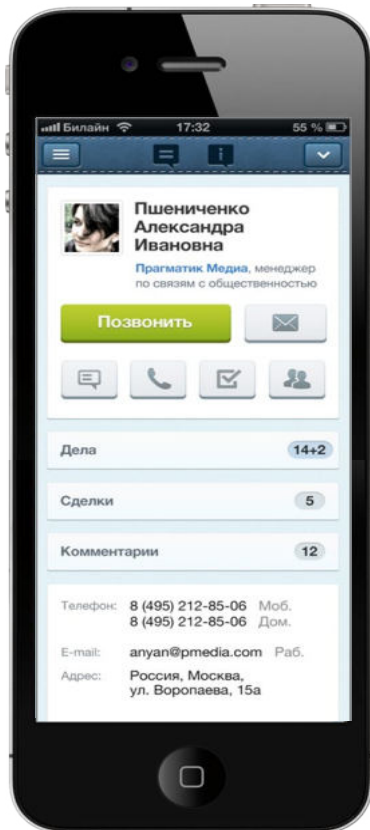 Билайн 17:32 55 %
Пшениченко
Александра
Ивановна
Прагматик Медиа, менеджер
по связям с общественностью
Позвонить
Дела 14+2
Сделки 5
Комментарии 12
Телефон: 8 (495) 212-85-06 Моб.
8 (495) 212-85-06 Дом.
E-mail: anyan@pmedia.com Раб.
Адрес: Россия, Москва,
ул. Воропаева, 15а